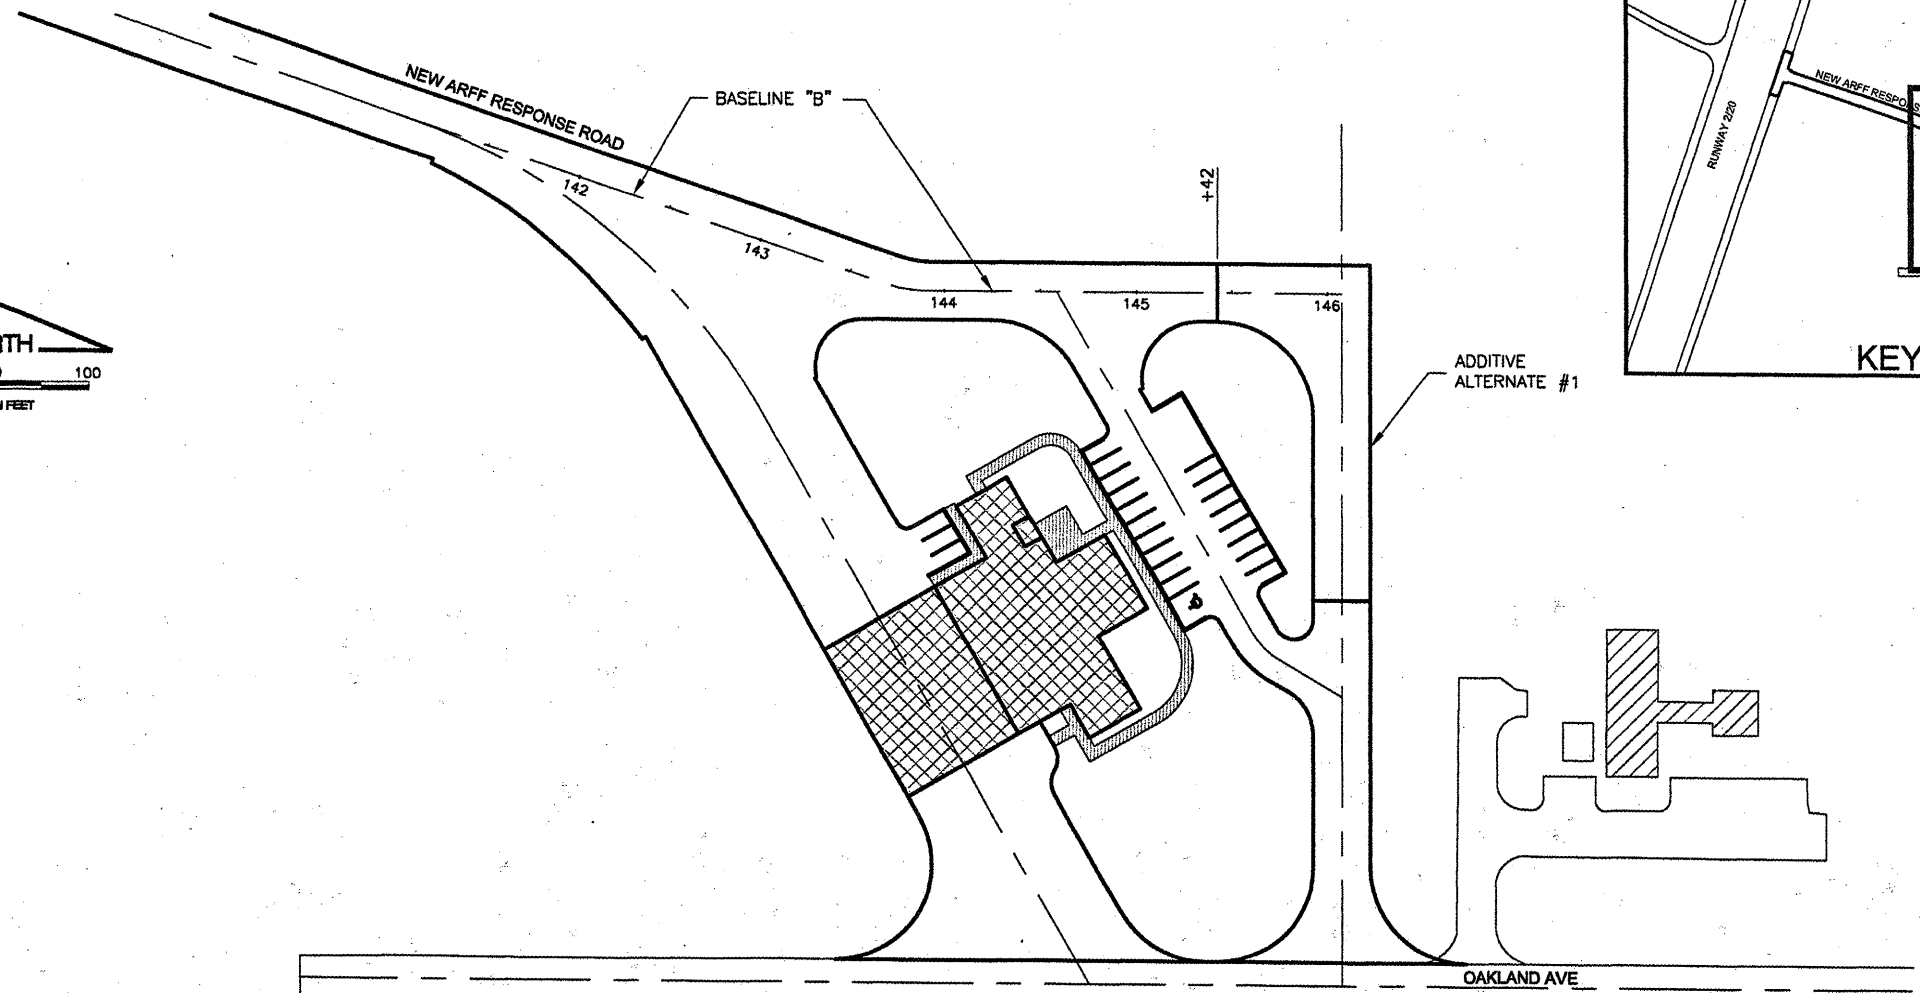 NEW ARFF RESPONSE ROAD
BASELINE "B"
142
143
144
145
146
+42
ADDITIVE
ALTERNATE #1
NEW ARFF
RUNWAY 2/20
KEY
100
FEET
OAKLAND AVE